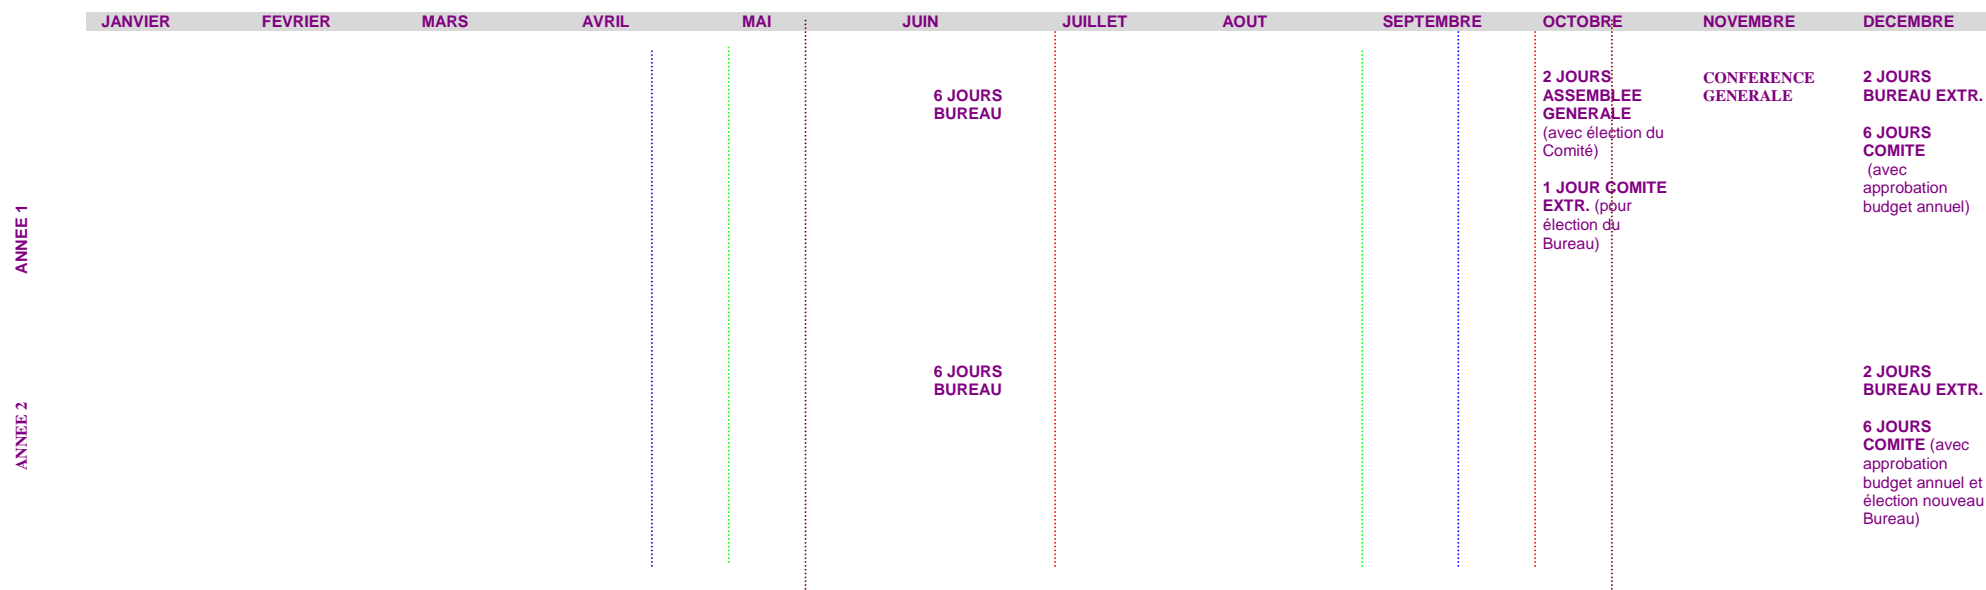 JANVIER FEVRIER MARS AVRIL MAI JUIN JUILLET AOUT SEPTEMBRE OCTOBRE NOVEMBRE DECEMBRE
ANNEE 1
6 JOURS
BUREAU
2 JOURS
ASSEMBLEE
GENERALE
(avec élection du
Comité)
1 JOUR COMITE
EXTR. (pour
élection du
Bureau)
CONFERENCE
GENERALE
2 JOURS
BUREAU EXTR.
6 JOURS
COMITE
(avec
approbation
budget annuel)
ANNEE 2
6 JOURS
BUREAU
2 JOURS
BUREAU EXTR.
6 JOURS
COMITE (avec
approbation
budget annuel et
élection nouveau
Bureau)